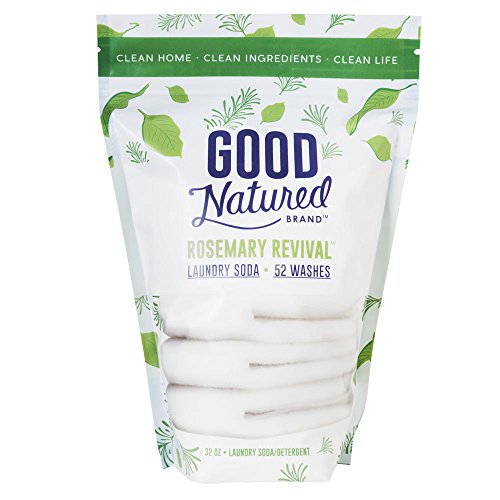 CLEAN HOME · CLEAN INGREDIENTS · CLEAN LIFE
GOOD
Natured
BRAND™
ROSEMARY REVIVAL™
LAUNDRY SODA • 52 WASHES
32 OZ • LAUNDRY SODA/DETERGENT